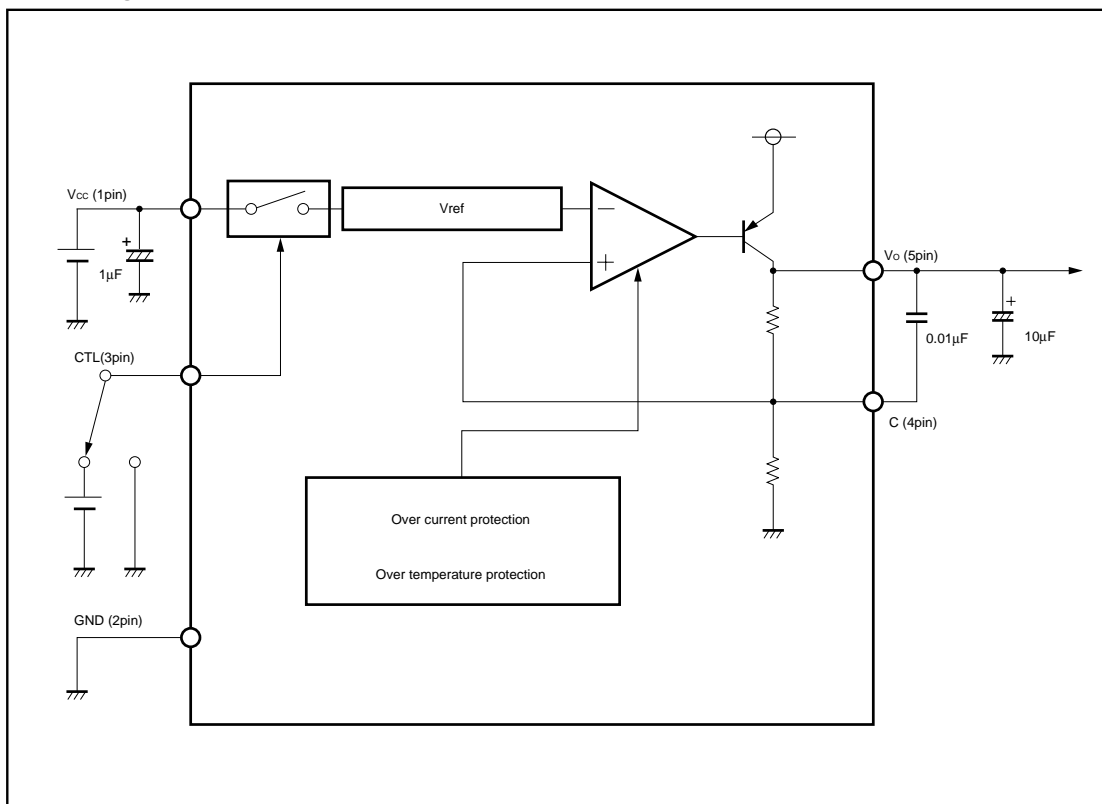 Vcc (1pin)
+
1μF
Vref
−
+
Vo (5pin)
+
0.01μF
10μF
CTL(3pin)
C (4pin)
Over current protection
Over temperature protection
GND (2pin)